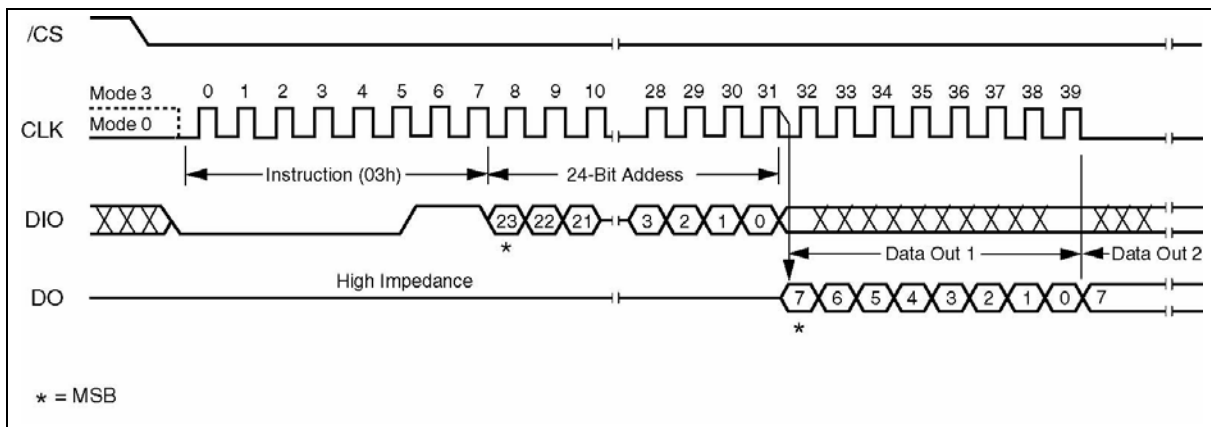 /CS
Mode 3
Mode 0
CLK
0 1 2 3 4 5 6 7 8 9 10 28 29 30 31 32 33 34 35 36 37 38 39
Instruction (03h)
24-Bit Addess
DIO
23 22 21 3 2 1 0
*
Data Out 1
Data Out 2
High Impedance
DO
7 6 5 4 3 2 1 0 7
*
* = MSB